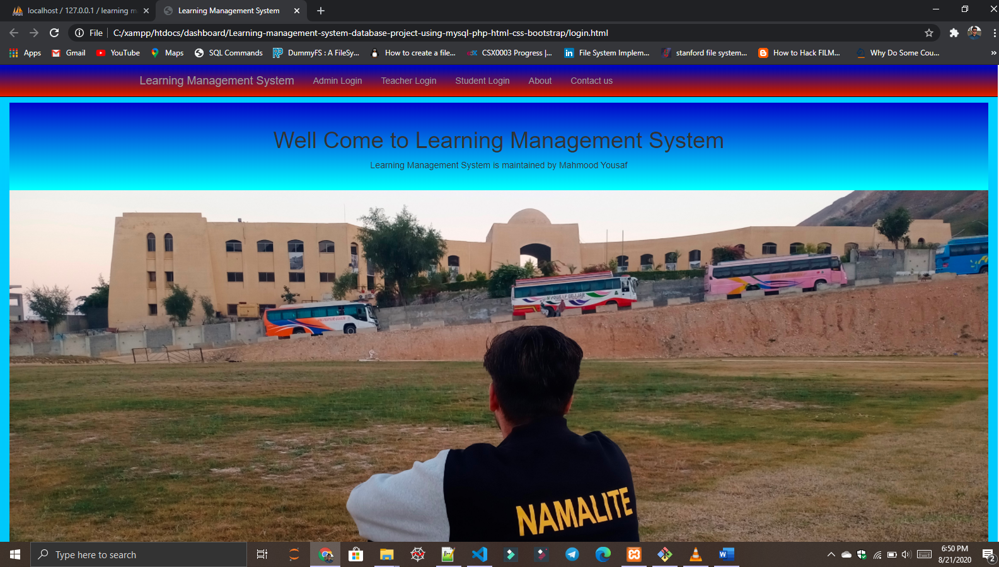 localhost / 127.0.0.1 / learning m
Learning Management System
File
C:/xampp/htdocs/dashboard/Learning-management-system-database-project-using-mysql-php-html-css-bootstrap/login.html
Apps
Gmail
YouTube
Maps
SQL Commands
DummyFS : A FileSy...
How to create a file...
CSX0003 Progress |...
File System Implem...
stanford file system...
How to Hack FILM...
Why Do Some Cou...
»
Learning Management System
Admin Login
Teacher Login
Student Login
About
Contact us
Well Come to Learning Management System
Learning Management System is maintained by Mahmood Yousaf
NAMALITE
Type here to search
6:50 PM
8/21/2020
2